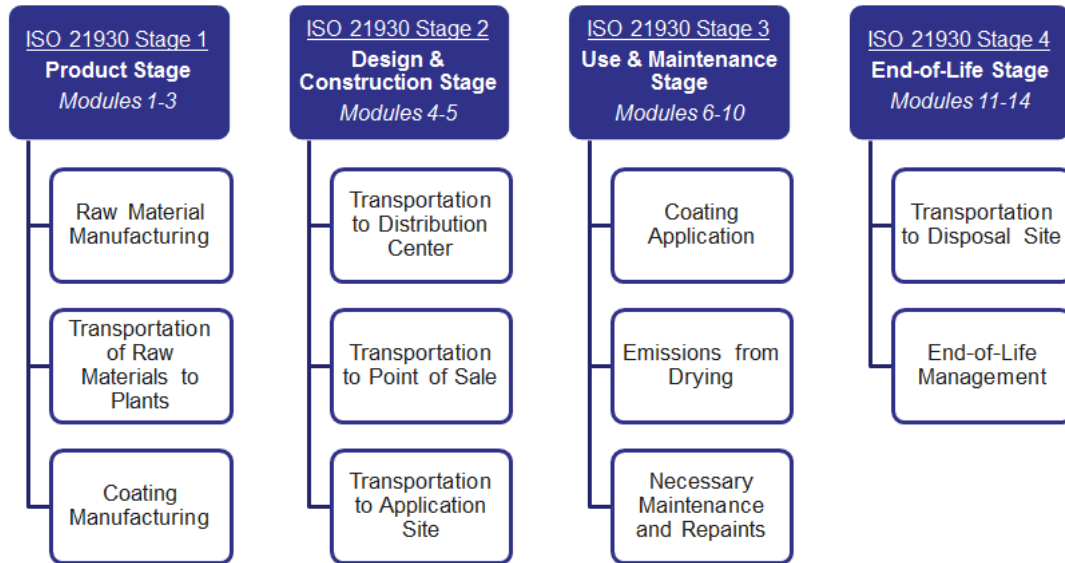 ISO 21930 Stage 1
Product Stage
Modules 1-3
Raw Material
Manufacturing
Transportation
of Raw
Materials to
Plants
Coating
Manufacturing
ISO 21930 Stage 2
Design &
Construction Stage
Modules 4-5
Transportation
to Distribution
Center
Transportation
to Point of Sale
Transportation
to Application
Site
ISO 21930 Stage 3
Use & Maintenance
Stage
Modules 6-10
Coating
Application
Emissions from
Drying
Necessary
Maintenance
and Repaints
ISO 21930 Stage 4
End-of-Life Stage
Modules 11-14
Transportation
to Disposal Site
End-of-Life
Management